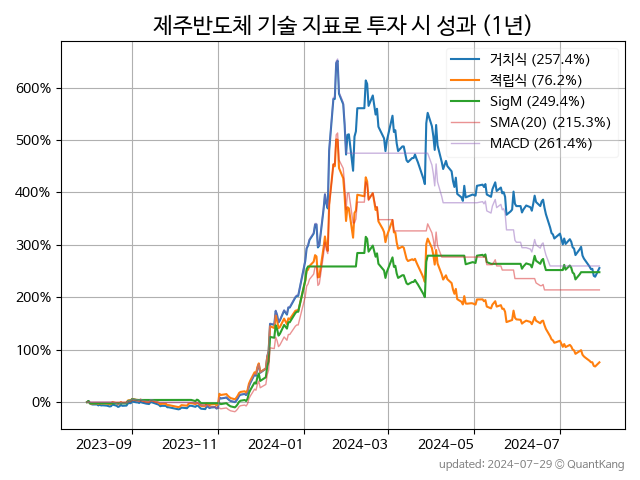 제주반도체 기술 지표로 투자 시 성과 (1년)
거치식 (257.4%)
적립식 (76.2%)
SigM (249.4%)
SMA(20) (215.3%)
MACD (261.4%)
600%
500%
400%
300%
200%
100%
0%
2023-09 2023-11 2024-01 2024-03 2024-05 2024-07
updated: 2024-07-29 © QuantKang